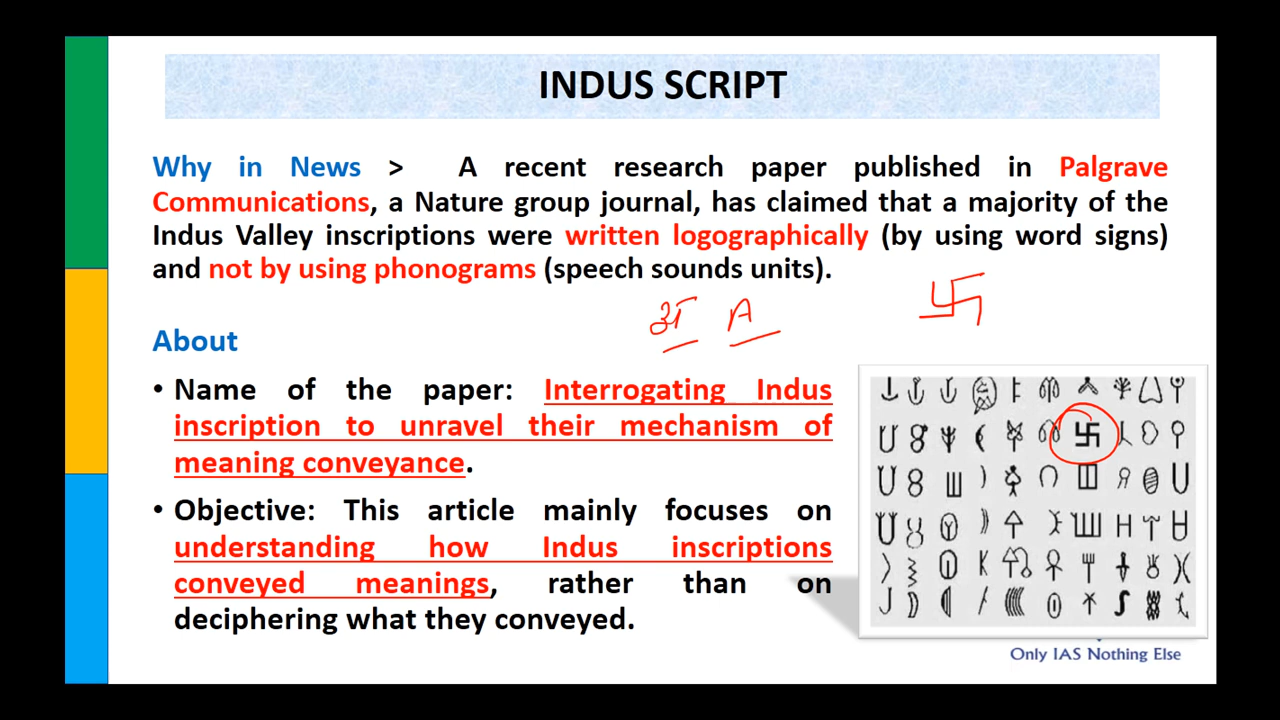 INDUS SCRIPT
Why in News > A recent research paper published in Palgrave
Communications, a Nature group journal, has claimed that a majority of the
Indus Valley inscriptions were written logographically (by using word signs)
and not by using phonograms (speech sounds units).
अ A 卐
About
• Name of the paper: Interrogating Indus
inscription to unravel their mechanism of
meaning conveyance.
• Objective: This article mainly focuses on
understanding how Indus inscriptions
conveyed meanings, rather than on
deciphering what they conveyed.
Only IAS Nothing Else